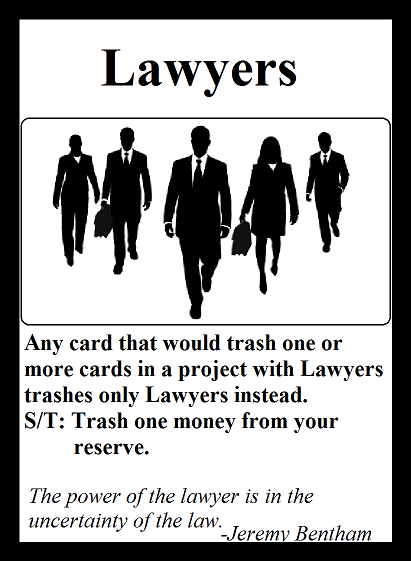 Lawyers
Any card that would trash one or
more cards in a project with Lawyers
trashes only Lawyers instead.
S/T: Trash one money from your
reserve.
The power of the lawyer is in the
uncertainty of the law.
-Jeremy Bentham